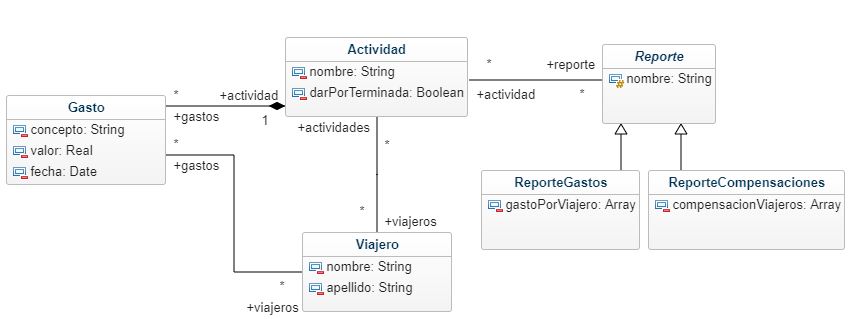 Actividad
nombre: String
darPorTerminada: Boolean
Reporte
nombre: String
*
+reporte
+actividad
*
Gasto
concepto: String
valor: Real
fecha: Date
*
+actividad
+gastos
1
*
+gastos
+actividades
*
*
+viajeros
Viajero
nombre: String
apellido: String
*
+viajeros
ReporteGastos
gastoPorViajero: Array
ReporteCompensaciones
compensacionViajeros: Array